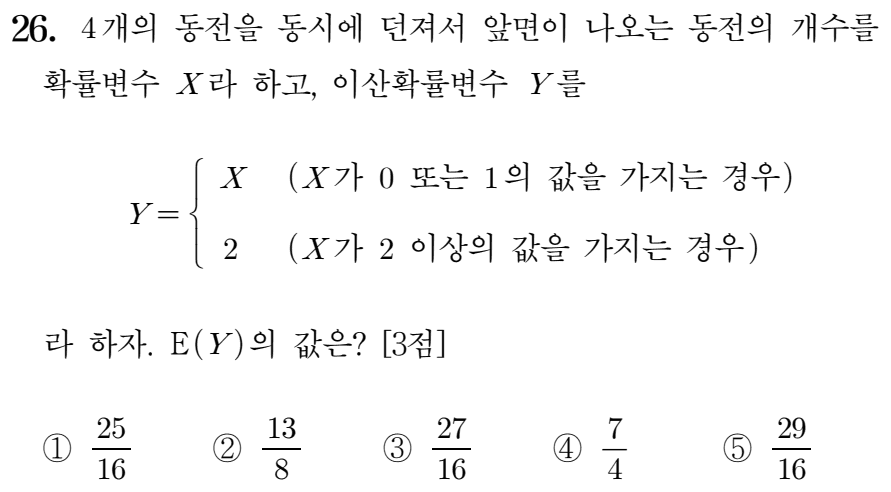 26. 4개의 동전을 동시에 던져서 앞면이 나오는 동전의 개수를
확률변수 X라 하고, 이산확률변수 Y를
Y = { X (X가 0 또는 1의 값을 가지는 경우)
2 (X가 2 이상의 값을 가지는 경우)
라 하자. E(Y)의 값은? [3점]
① 25/16 ② 13/8 ③ 27/16 ④ 7/4 ⑤ 29/16